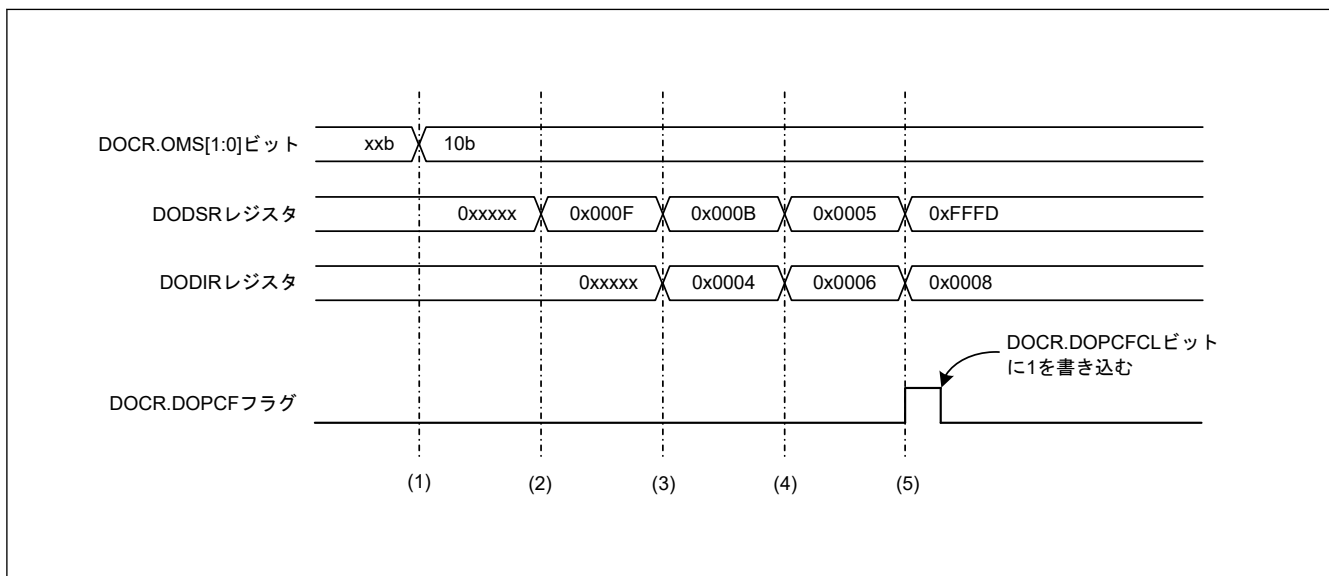 DOCR.OMS[1:0]ビット xxb 10b
DODSRレジスタ 0xxxxx 0x000F 0x000B 0x0005 0xFFFD
DODIRレジスタ 0xxxxx 0x0004 0x0006 0x0008
DOCR.DOPCFCLビット
に1を書き込む
DOCR.DOPCFフラグ
(1) (2) (3) (4) (5)